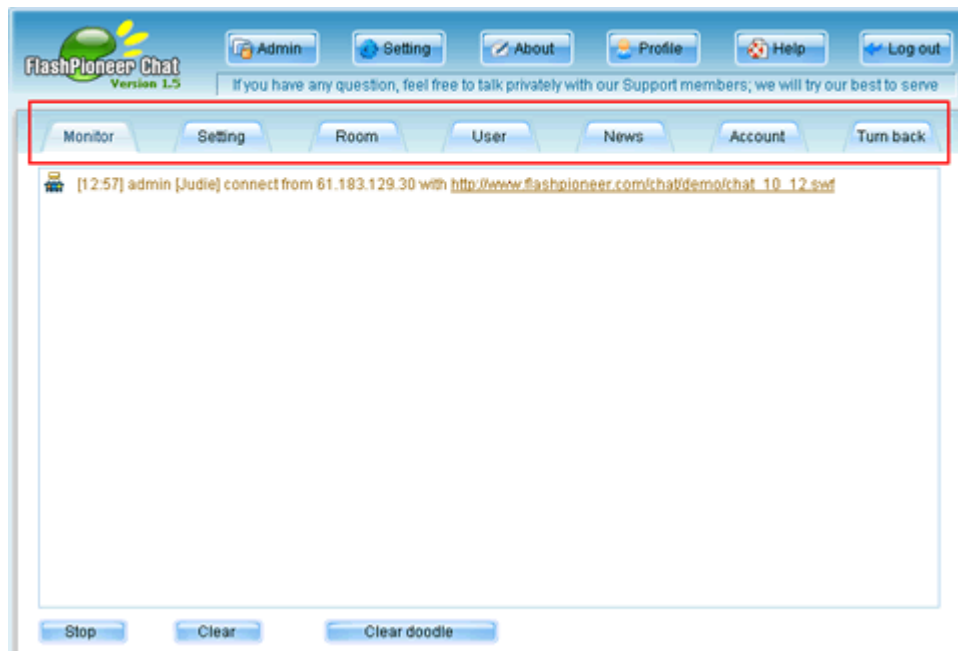 FlashPioneer Chat
Version 1.5
Admin Setting About Profile Help Log out
If you have any question, feel free to talk privately with our Support members; we will try our best to serve
Monitor Setting Room User News Account Turn back
[12:57] admin [Judie] connect from 61.183.129.30 with http://www.flashpioneer.com/chat/demo/chat_10_12.swf
Stop Clear Clear doodle